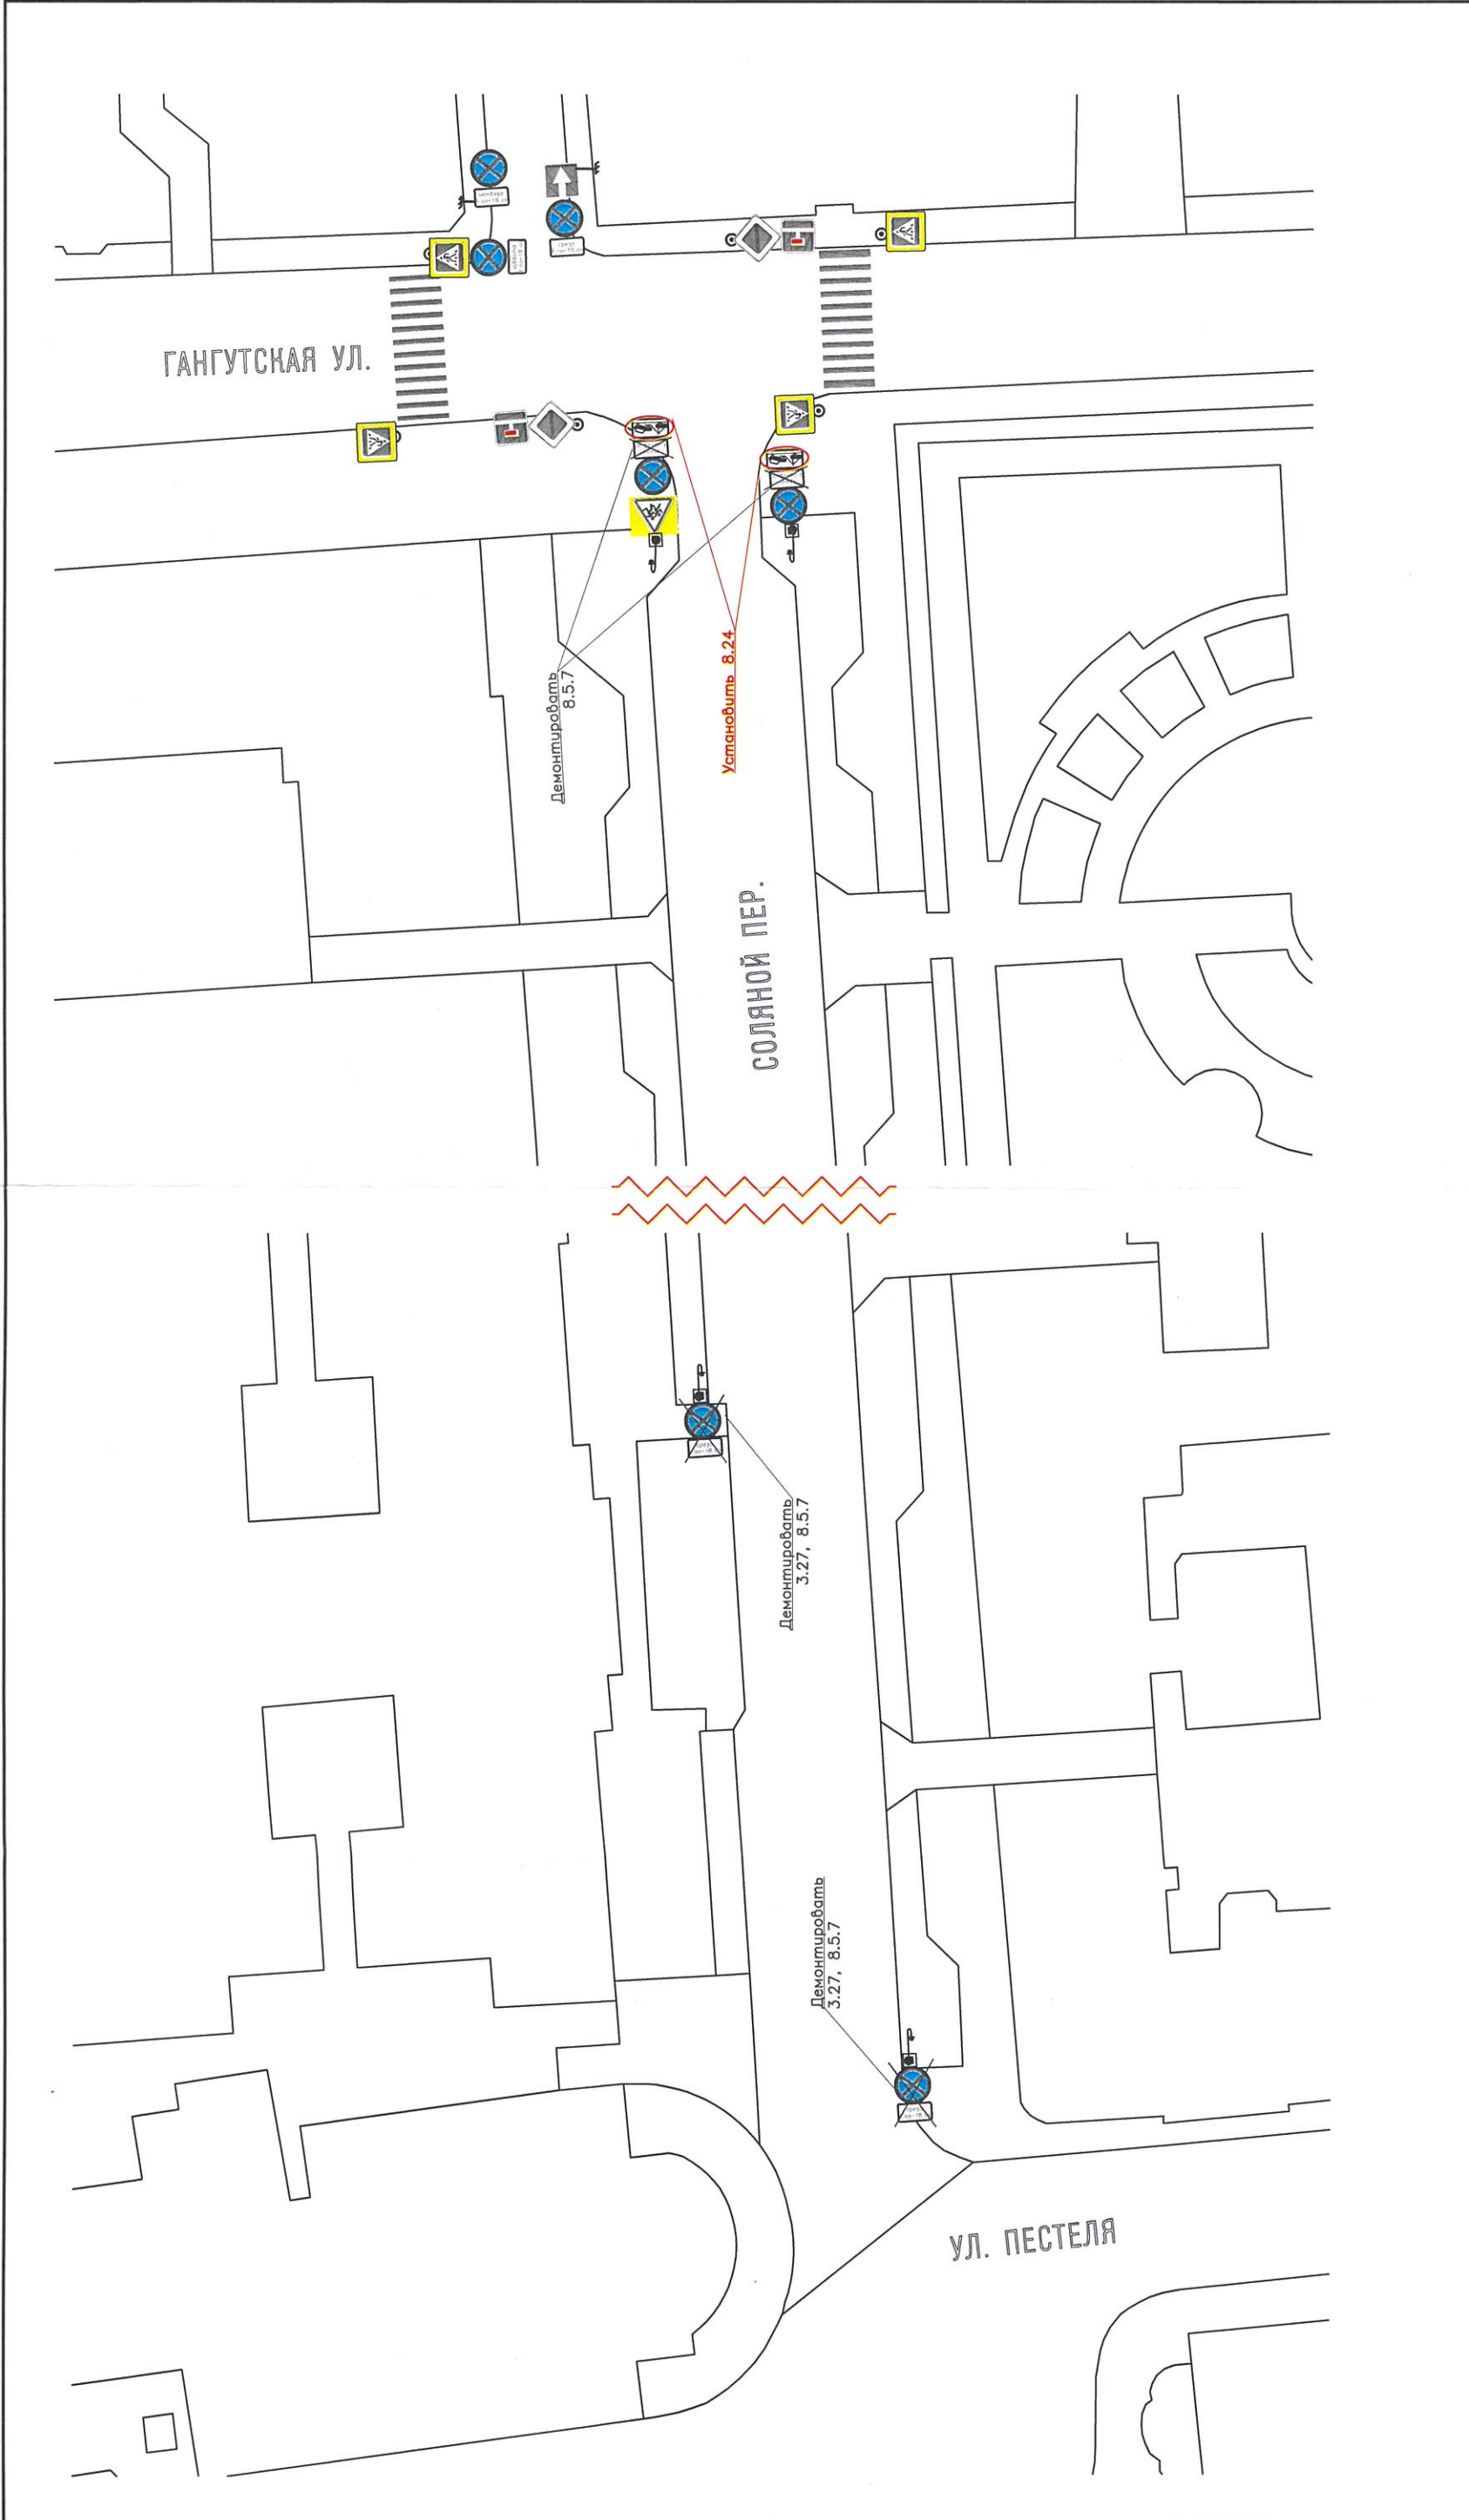 ГАНГУТСКАЯ УЛ.
Демонтировать
8.5.7
Установить 8.24
СОЛЯНОЙ ПЕР.
Демонтировать
3.27, 8.5.7
Демонтировать
3.27, 8.5.7
УЛ. ПЕСТЕЛЯ